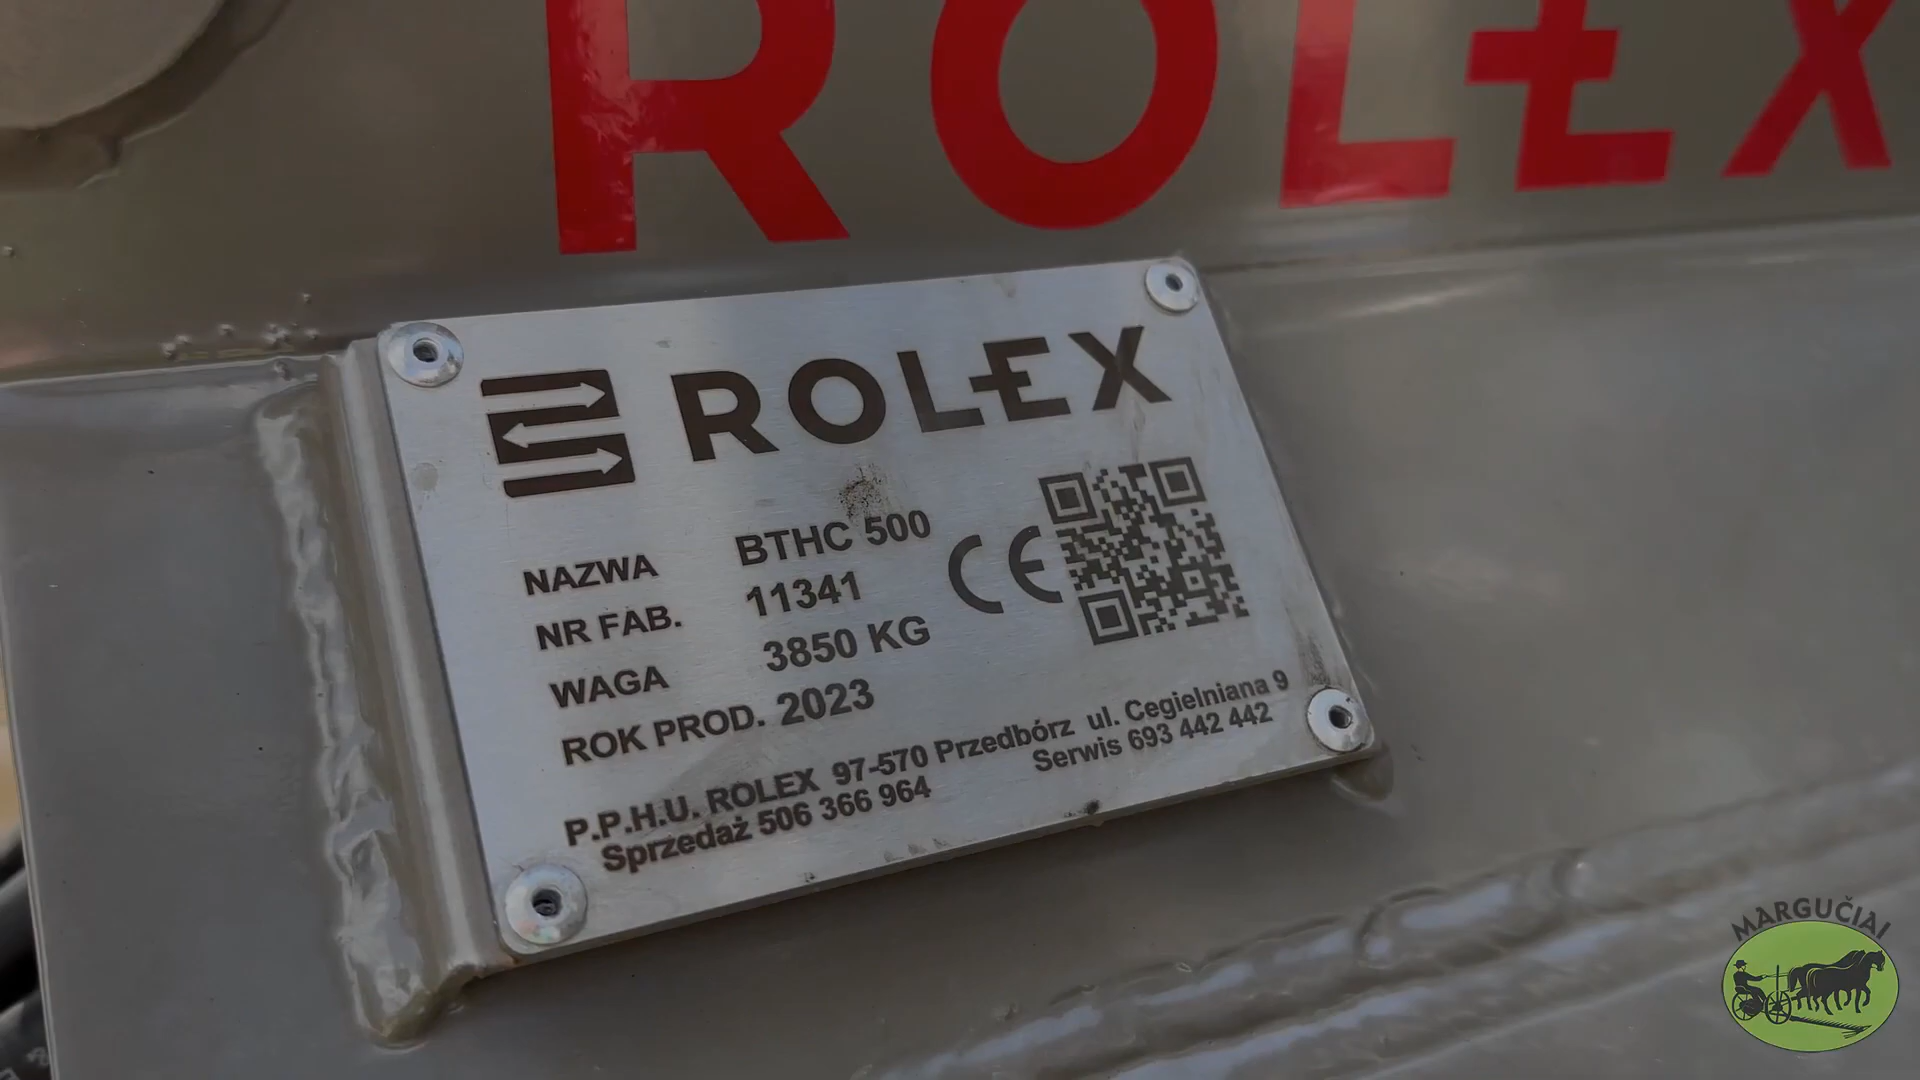 ROLEX
ROLEX
NAZWA BTHC 500
NR FAB. 11341
WAGA 3850 KG
ROK PROD. 2023
CE
P.P.H.U. ROLEX 97-570 Przedbórz ul. Cegielniana 9
Sprzedaż 506 366 964 Serwis 693 442 442
MARGUČIAI